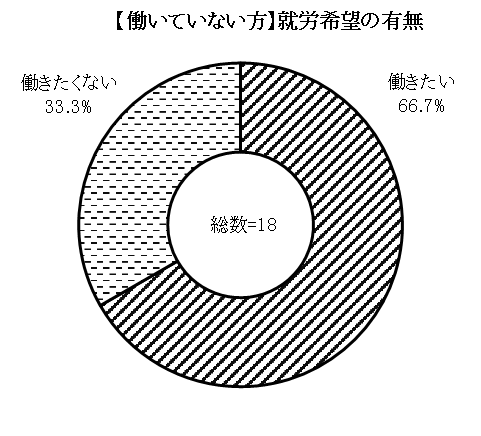 【働いていない方】就労希望の有無
働きたくない
33.3%
働きたい
66.7%
総数=18